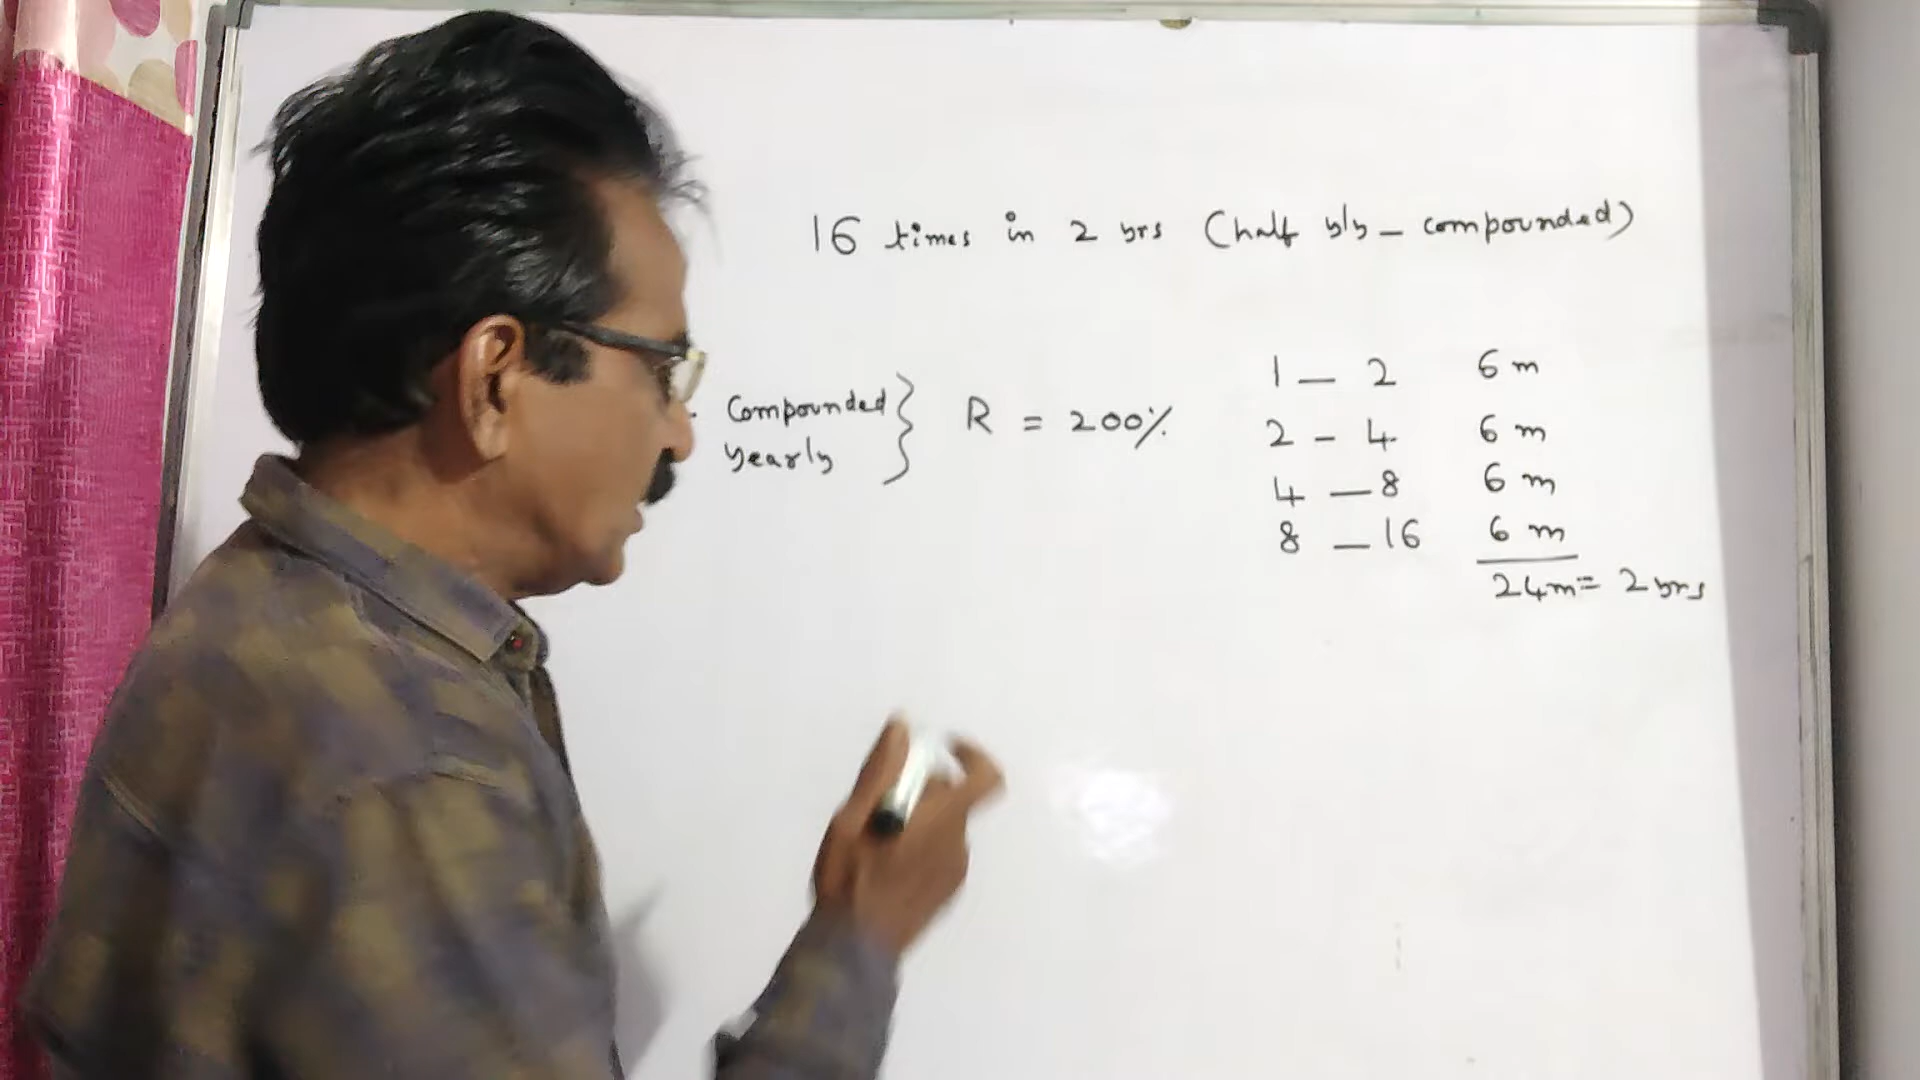 16 times in 2 yrs (half y/y - compounded)
Compounded
yearly
R = 200%
1 - 2 6 m
2 - 4 6 m
4 - 8 6 m
8 - 16 6 m
24m = 2 yrs